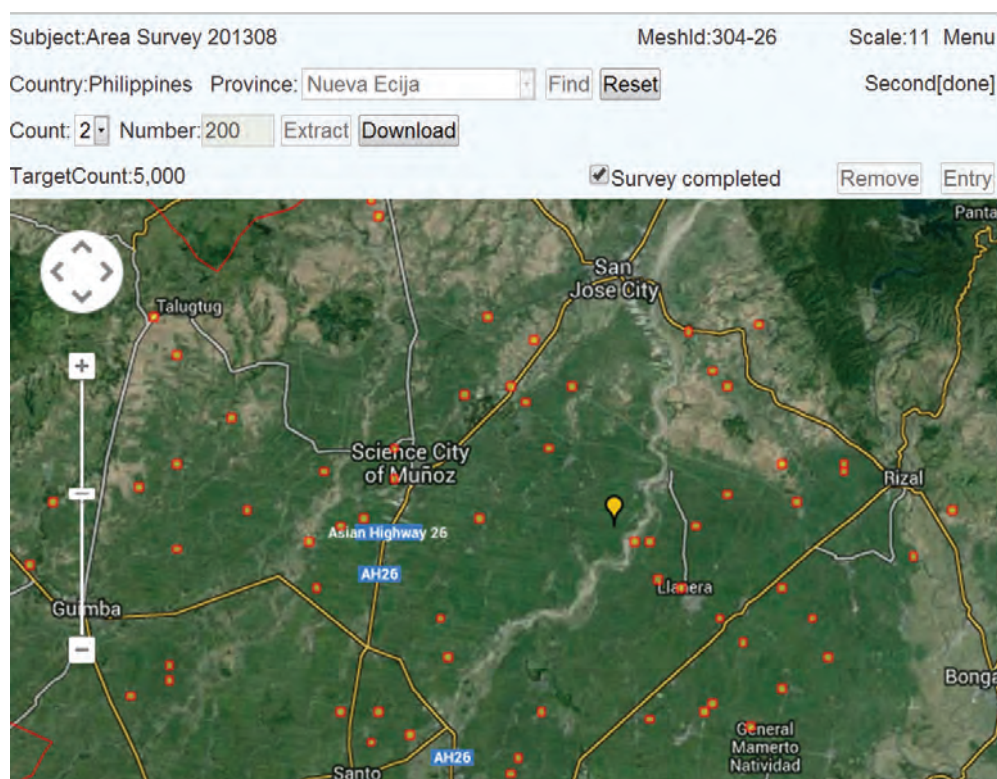 Subject:Area Survey 201308 MeshId:304-26 Scale:11 Menu
Country:Philippines Province: Nueva Ecija Find Reset Second[done]
Count: 2 Number: 200 Extract Download
TargetCount:5,000 Survey completed Remove Entry
Panta
San
Jose City
Talugtug
Science City
of Muñoz
Rizal
Asian Highway 26
AH26
Llanera
Guimba
Bonga
General
Mamerto
Natividad
AH26
Santo